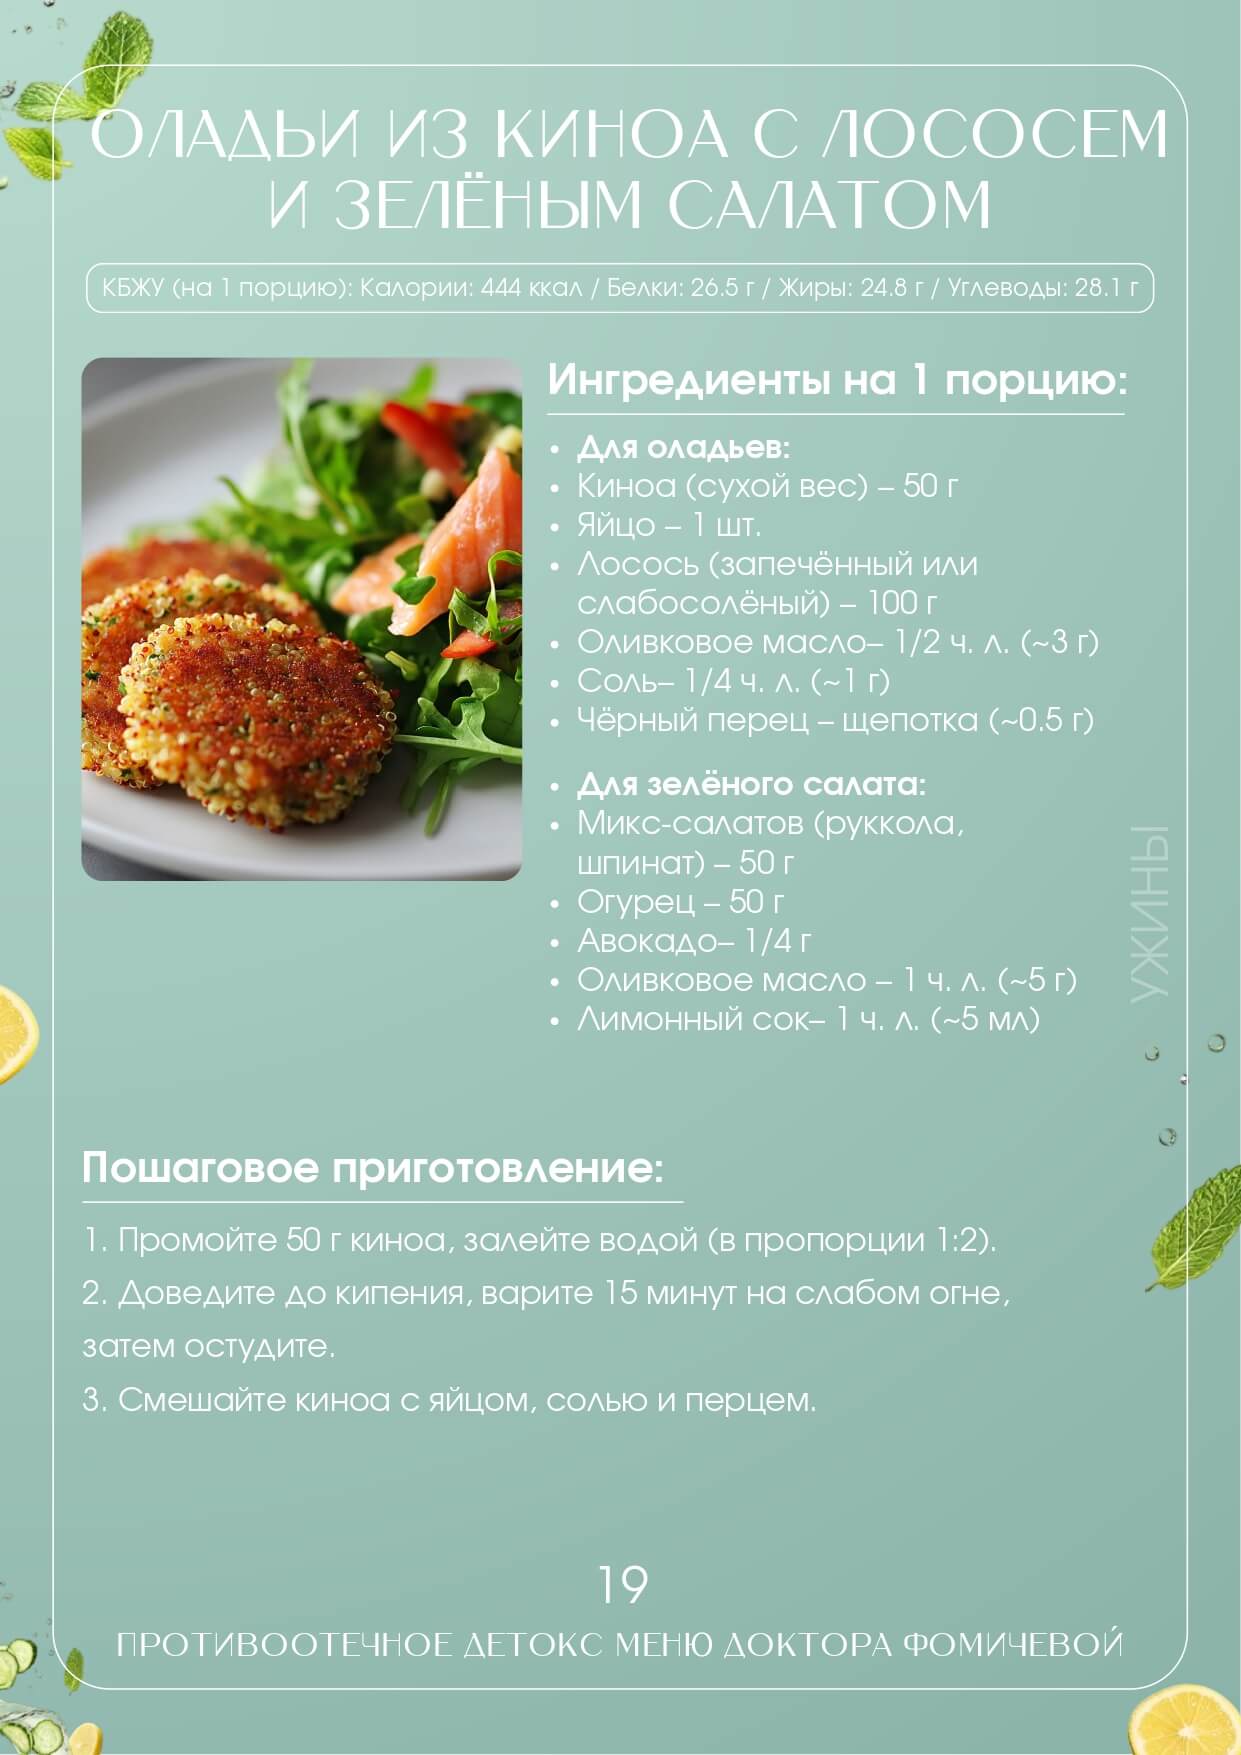 ОЛАДЬИ ИЗ КИНОА С ЛОСОСЕМ
И ЗЕЛЁНЫМ САЛАТОМ
КБЖУ (на 1 порцию): Калории: 444 ккал / Белки: 26.5 г / Жиры: 24.8 г / Углеводы: 28.1 г
Ингредиенты на 1 порцию:
• Для оладьев:
• Киноа (сухой вес) – 50 г
• Яйцо – 1 шт.
• Лосось (запечённый или
слабосолёный) – 100 г
• Оливковое масло– 1/2 ч. л. (~3 г)
• Соль– 1/4 ч. л. (~1 г)
• Чёрный перец – щепотка (~0.5 г)
• Для зелёного салата:
• Микс-салатов (руккола,
шпинат) – 50 г
• Огурец – 50 г
• Авокадо– 1/4 г
• Оливковое масло – 1 ч. л. (~5 г)
• Лимонный сок– 1 ч. л. (~5 мл)
УЖИНЫ
Пошаговое приготовление:
1. Промойте 50 г киноа, залейте водой (в пропорции 1:2).
2. Доведите до кипения, варите 15 минут на слабом огне,
затем остудите.
3. Смешайте киноа с яйцом, солью и перцем.
19
ПРОТИВООТЕЧНОЕ ДЕТОКС МЕНЮ ДОКТОРА ФОМИЧЕВОЙ